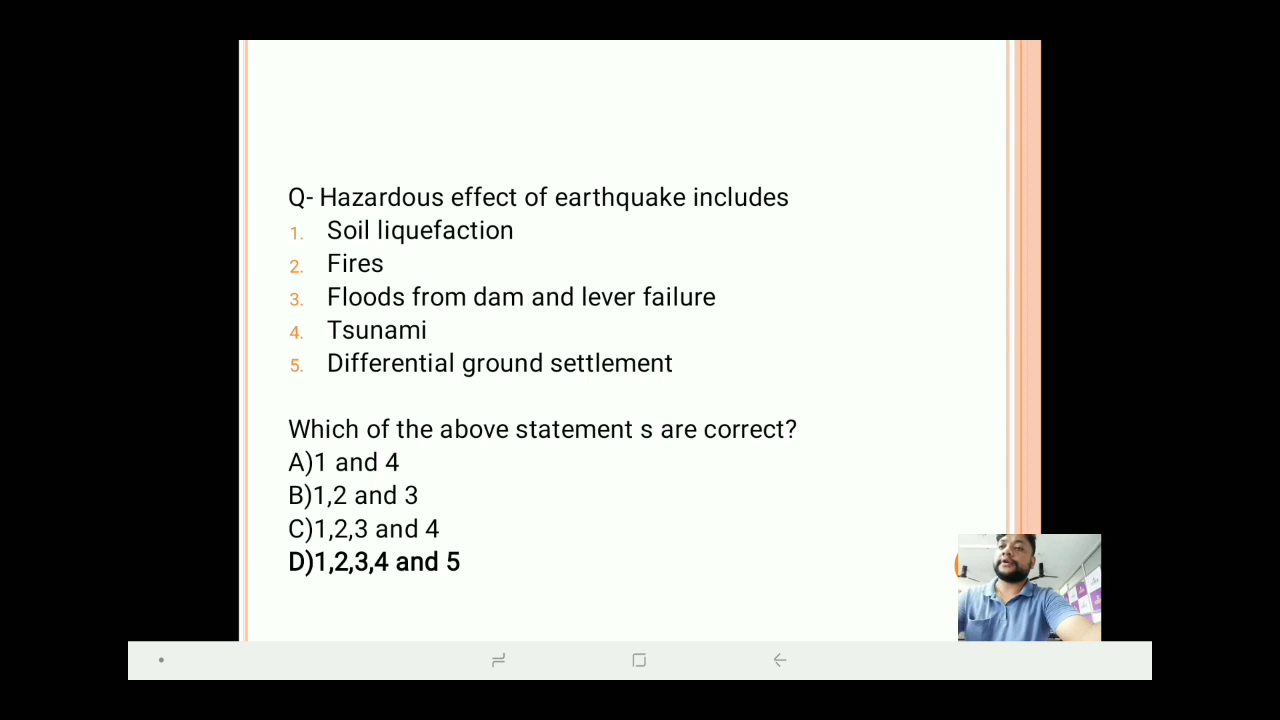 Q- Hazardous effect of earthquake includes
1. Soil liquefaction
2. Fires
3. Floods from dam and lever failure
4. Tsunami
5. Differential ground settlement
Which of the above statement s are correct?
A)1 and 4
B)1,2 and 3
C)1,2,3 and 4
D)1,2,3,4 and 5